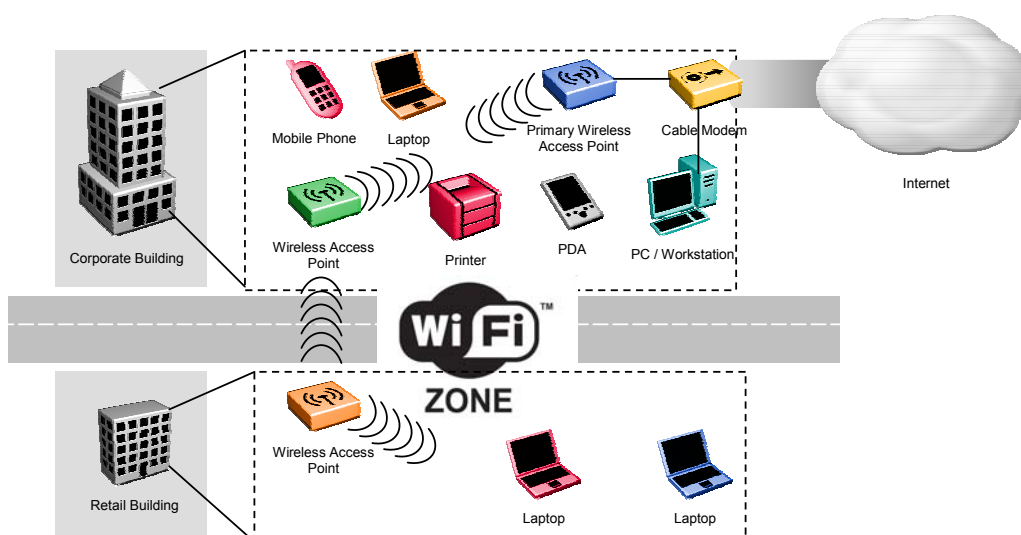 Mobile Phone
Laptop
Primary Wireless
Access Point
Cable Modem
Internet
Corporate Building
Wireless Access
Point
Printer
PDA
PC / Workstation
Wi Fi TM
ZONE
Retail Building
Wireless Access
Point
Laptop
Laptop